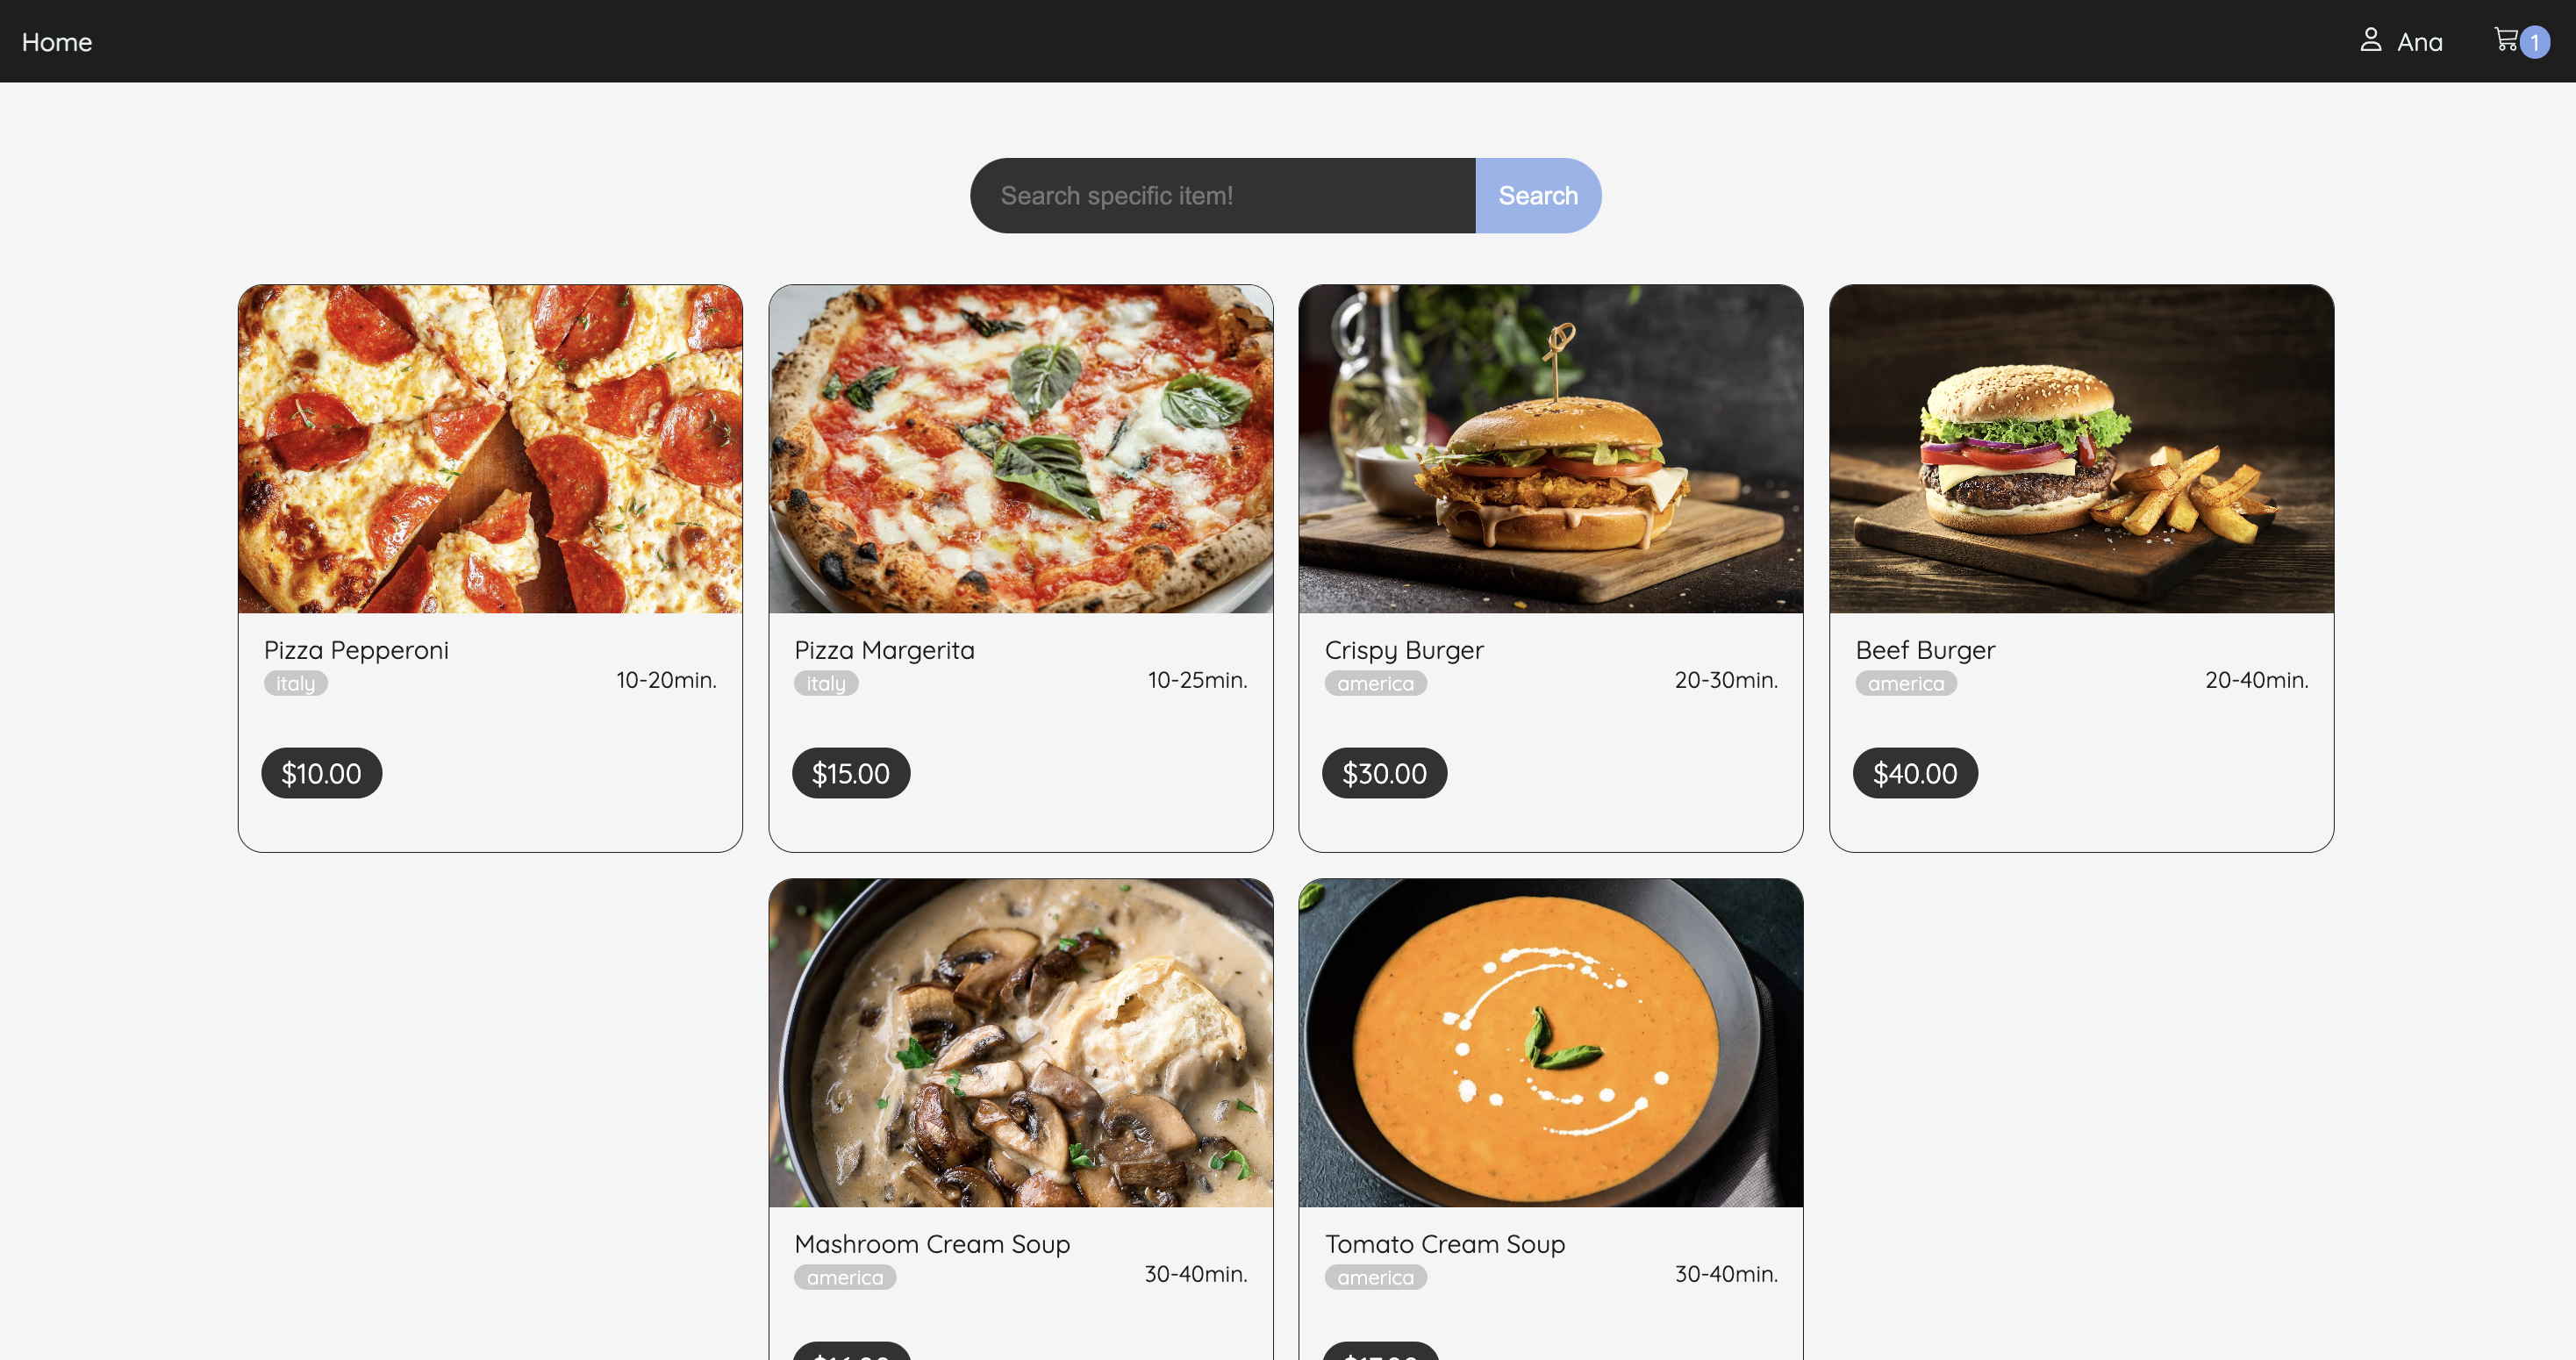 Home
Ana
1
Search specific item!
Search
Pizza Pepperoni
italy
10-20min.
$10.00
Pizza Margerita
italy
10-25min.
$15.00
Crispy Burger
america
20-30min.
$30.00
Beef Burger
america
20-40min.
$40.00
Mashroom Cream Soup
america
30-40min.
Tomato Cream Soup
america
30-40min.